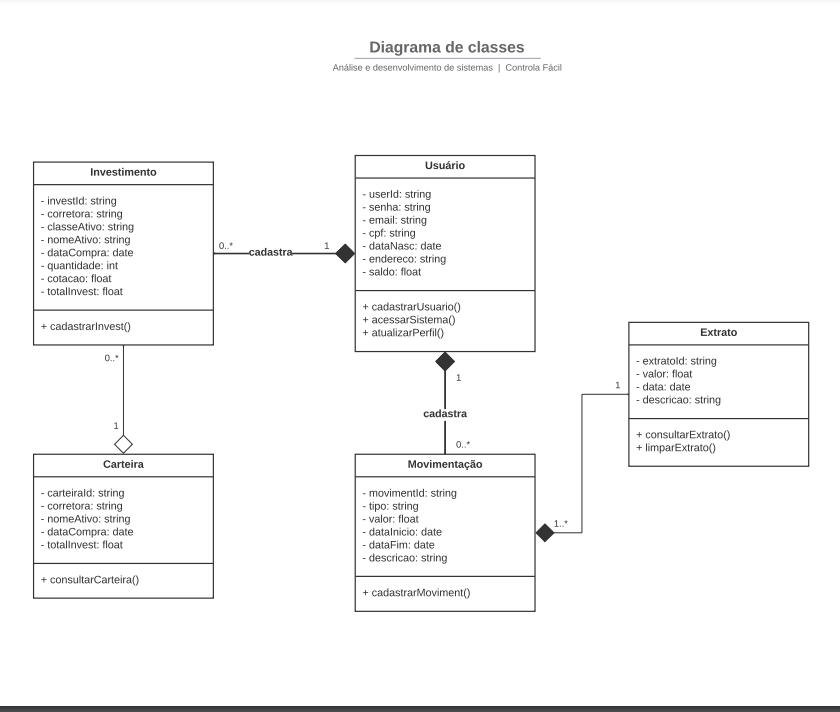 Diagrama de classes
Análise e desenvolvimento de sistemas | Controla Fácil
Investimento
- investId: string
- corretora: string
- classeAtivo: string
- nomeAtivo: string
- dataCompra: date
- quantidade: int
- cotacao: float
- totalInvest: float
+ cadastrarInvest()
0..*
cadastra
1
Usuário
- userId: string
- senha: string
- email: string
- cpf: string
- dataNasc: date
- endereco: string
- saldo: float
+ cadastrarUsuario()
+ acessarSistema()
+ atualizarPerfil()
0..*
1
Carteira
- carteiraId: string
- corretora: string
- nomeAtivo: string
- dataCompra: date
- totalInvest: float
+ consultarCarteira()
1
cadastra
0..*
Movimentação
- movimentId: string
- tipo: string
- valor: float
- dataInicio: date
- dataFim: date
- descricao: string
+ cadastrarMoviment()
1..*
1
Extrato
- extratoId: string
- valor: float
- data: date
- descricao: string
+ consultarExtrato()
+ limparExtrato()